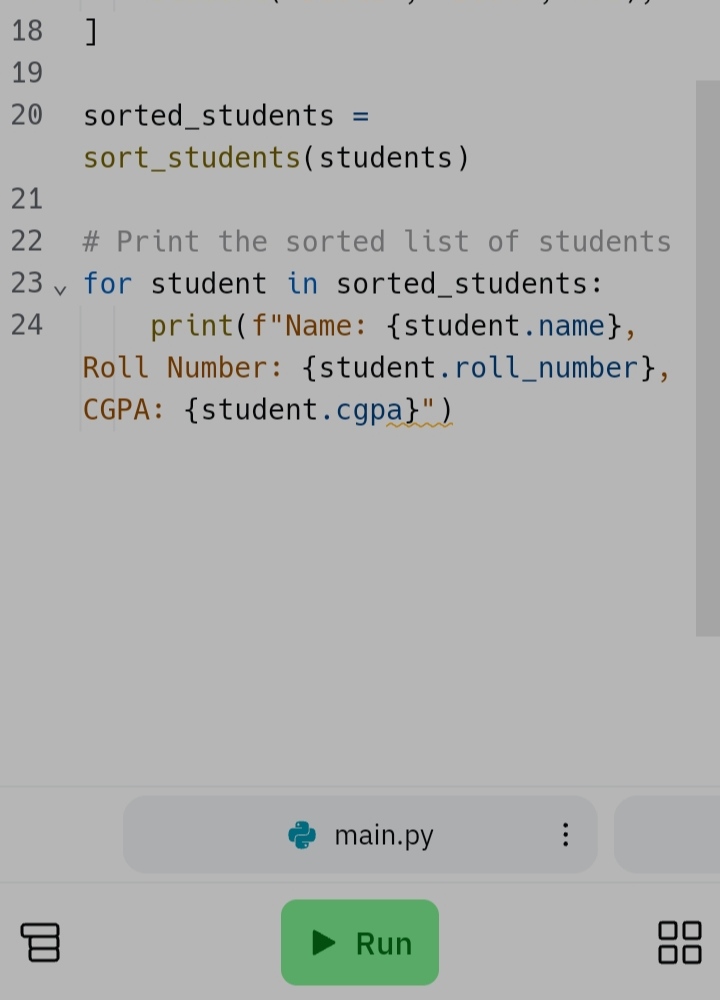 18 ]
19
20 sorted_students =
sort_students(students)
21
22 # Print the sorted list of students
23 for student in sorted_students:
24     print(f"Name: {student.name},
Roll Number: {student.roll_number},
CGPA: {student.cgpa}")
main.py
Run